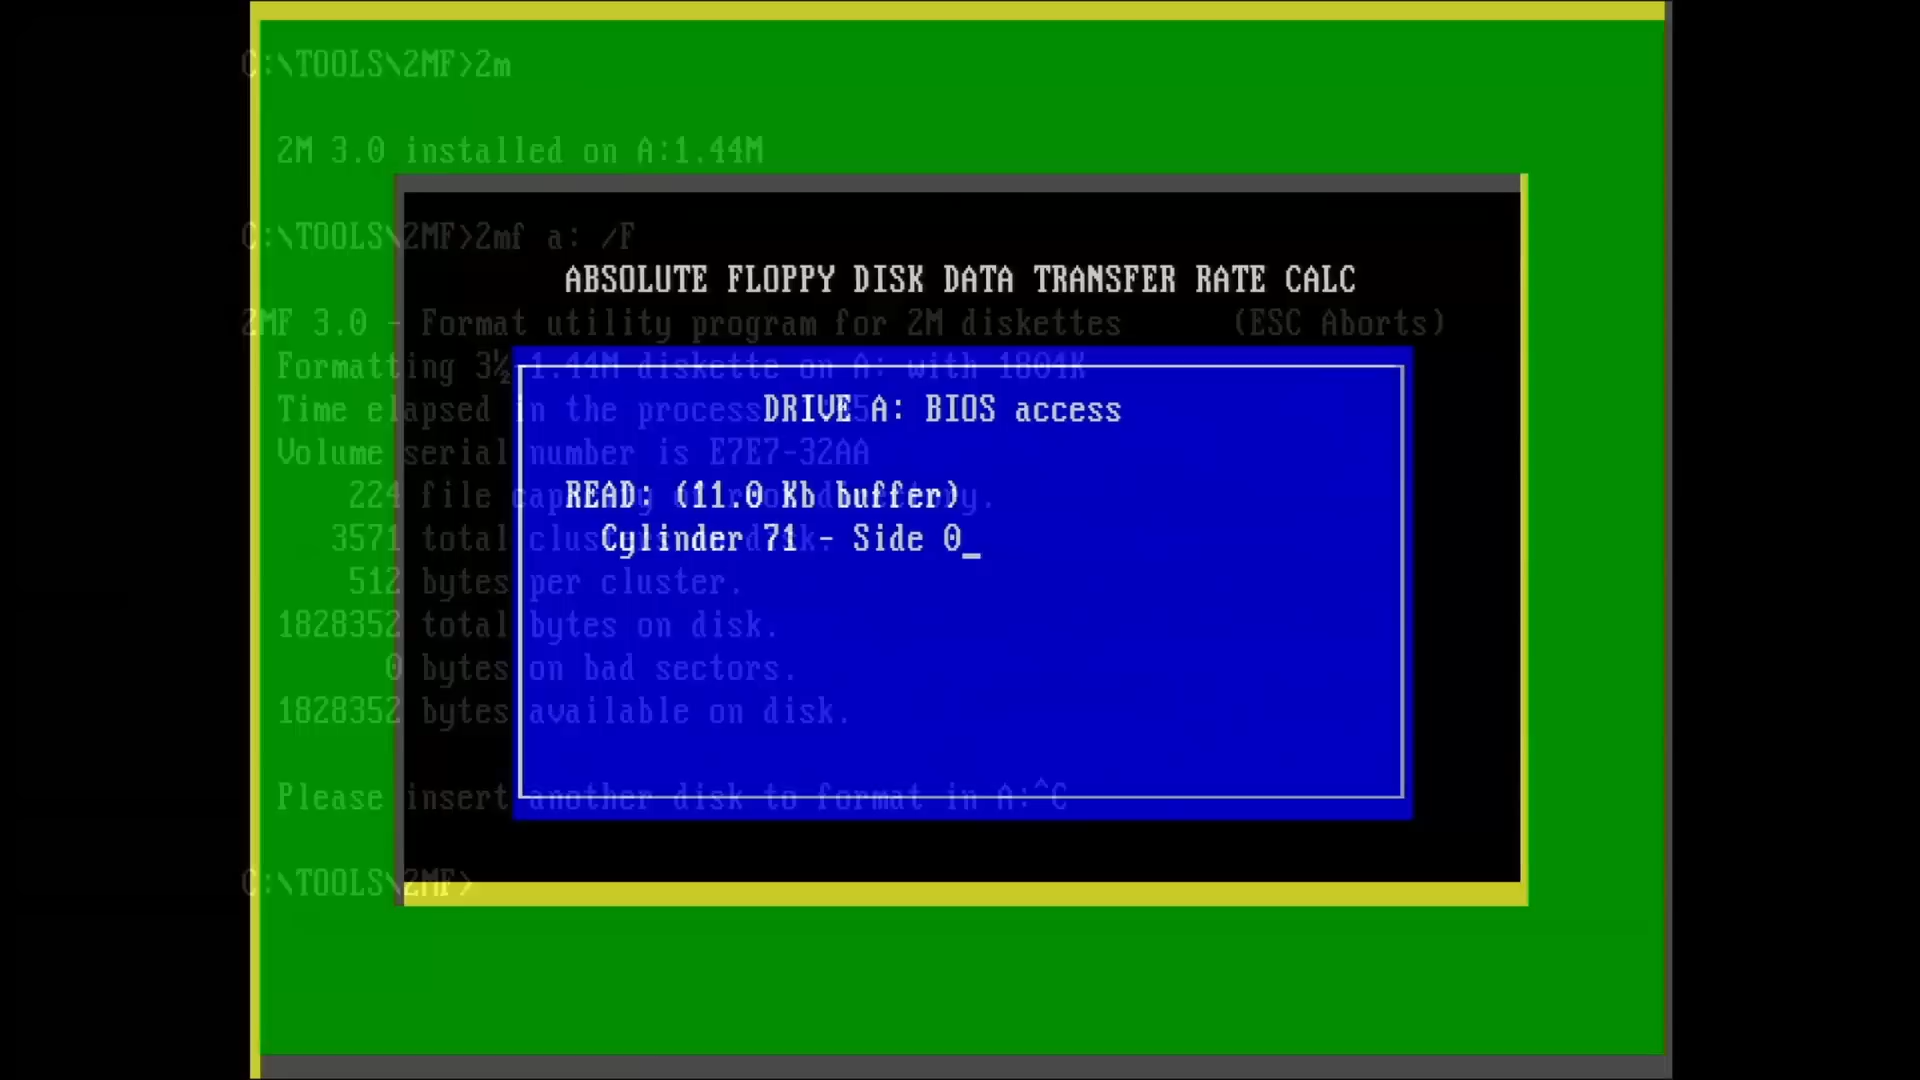 C:\TOOLS\2MF>2m
2M 3.0 installed on A:1.44M
C:\TOOLS\2MF>2mf a: /F
ABSOLUTE FLOPPY DISK DATA TRANSFER RATE CALC
2MF 3.0 - Format utility program for 2M diskettes (ESC Aborts)
Formatting 3½ 1.44M diskette on A: with 1804K
Time elapsed in the process
DRIVE A: BIOS access
Volume serial number is E7E7-32AA
224 file
READ: (11.0 Kb buffer)
3571 total
Cylinder 71 - Side 0_
512 bytes per cluster.
1828352 total bytes on disk.
0 bytes on bad sectors.
1828352 bytes available on disk.
Please insert another disk to format in A:^C
C:\TOOLS\2MF>